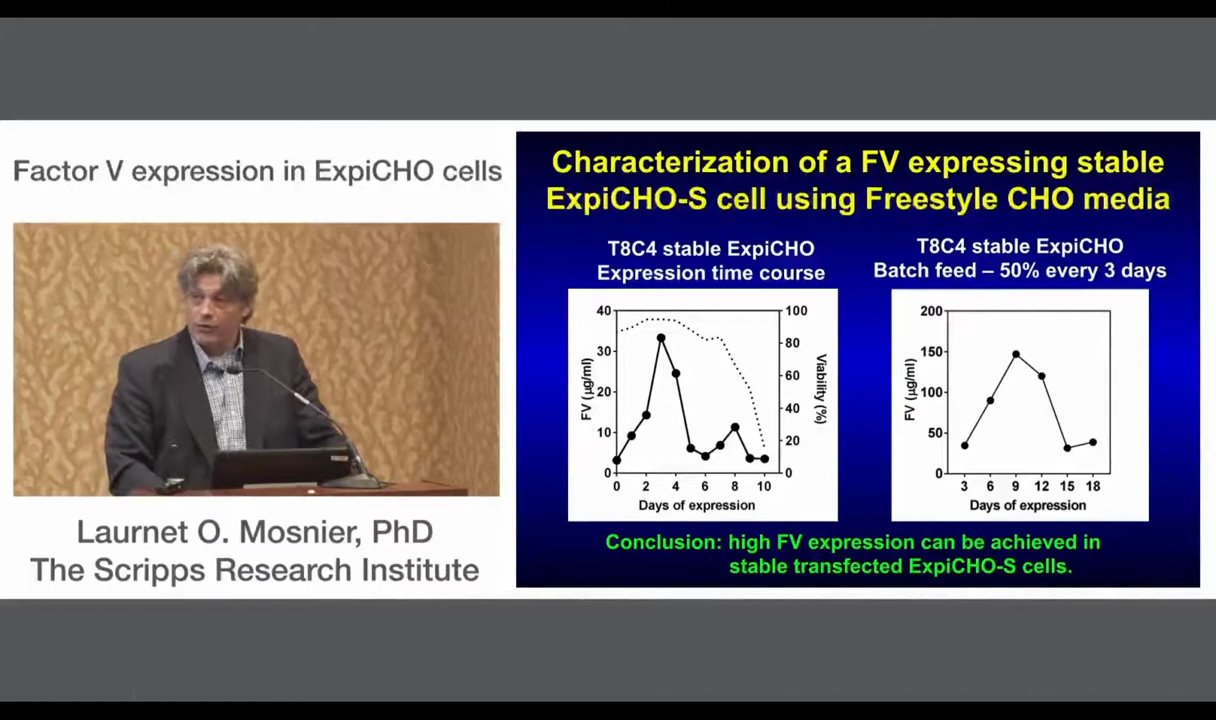 Factor V expression in ExpiCHO cells
Laurnet O. Mosnier, PhD
The Scripps Research Institute
Characterization of a FV expressing stable
ExpiCHO-S cell using Freestyle CHO media
T8C4 stable ExpiCHO
Expression time course
40
30
20
10
0
FV (µg/ml)
100
80
60
40
20
0
Viability (%)
0 2 4 6 8 10
Days of expression
T8C4 stable ExpiCHO
Batch feed – 50% every 3 days
200
150
100
50
0
FV (µg/ml)
3 6 9 12 15 18
Days of expression
Conclusion: high FV expression can be achieved in
stable transfected ExpiCHO-S cells.